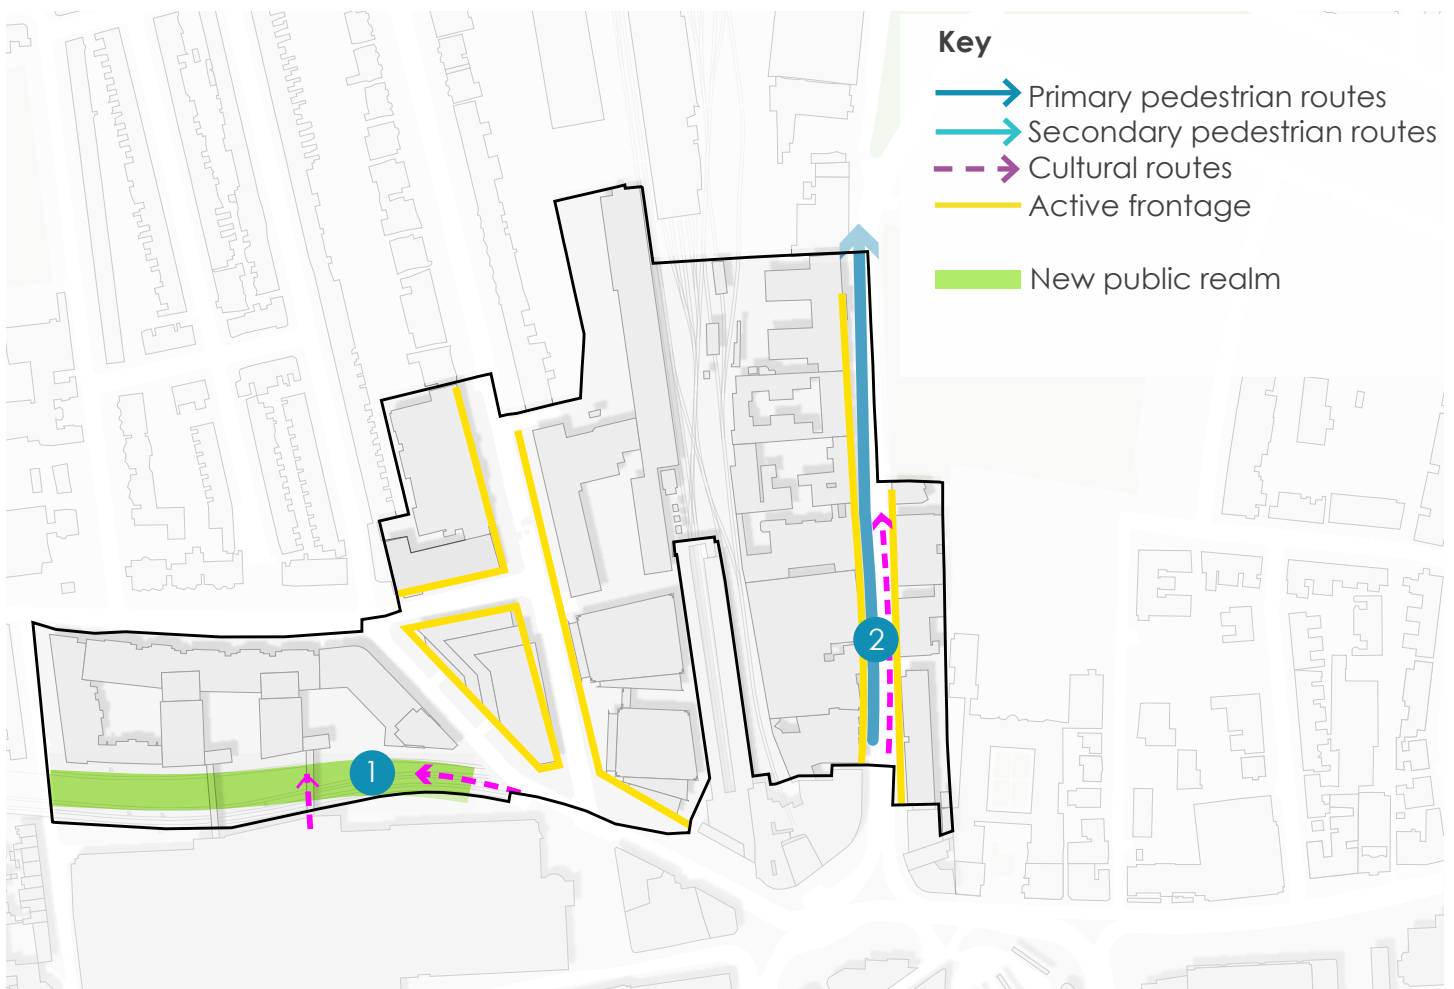 Key
Primary pedestrian routes
Secondary pedestrian routes
Cultural routes
Active frontage
New public realm
2
1